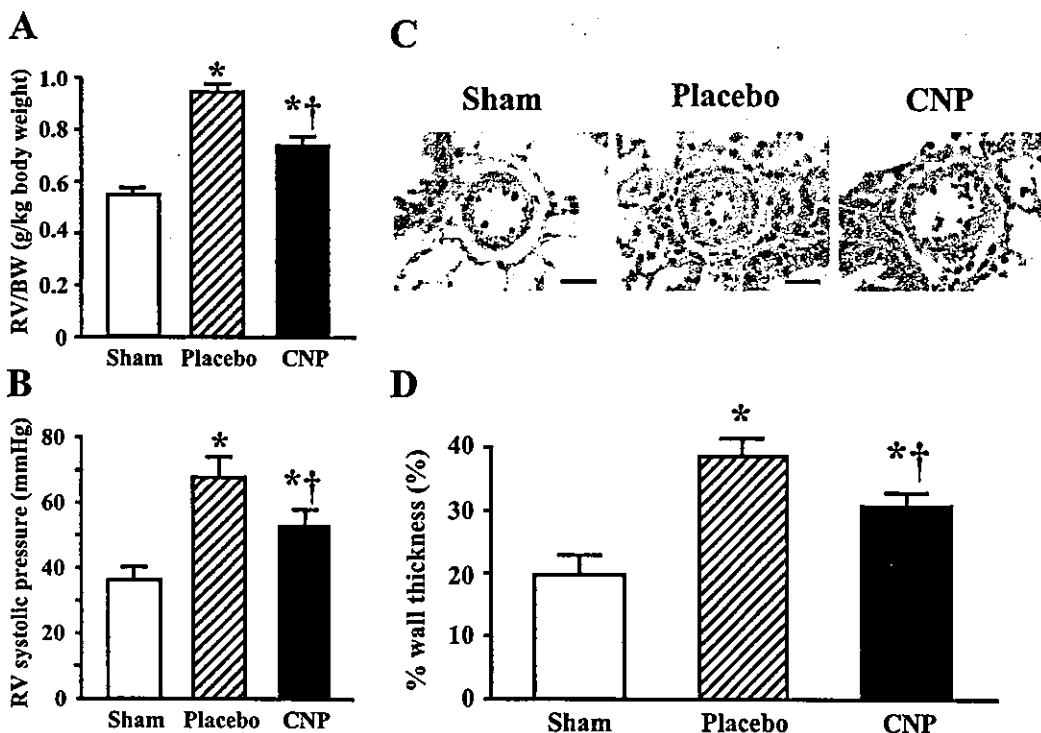 A
RV/BW (g/kg body weight)
1.0
0.8
0.6
0.4
0.2
0
*
*†
Sham Placebo CNP
B
RV systolic pressure (mmHg)
80
60
40
20
0
*
*†
Sham Placebo CNP
C
Sham Placebo CNP
D
% wall thickness (%)
40
30
20
10
0
*
*†
Sham Placebo CNP